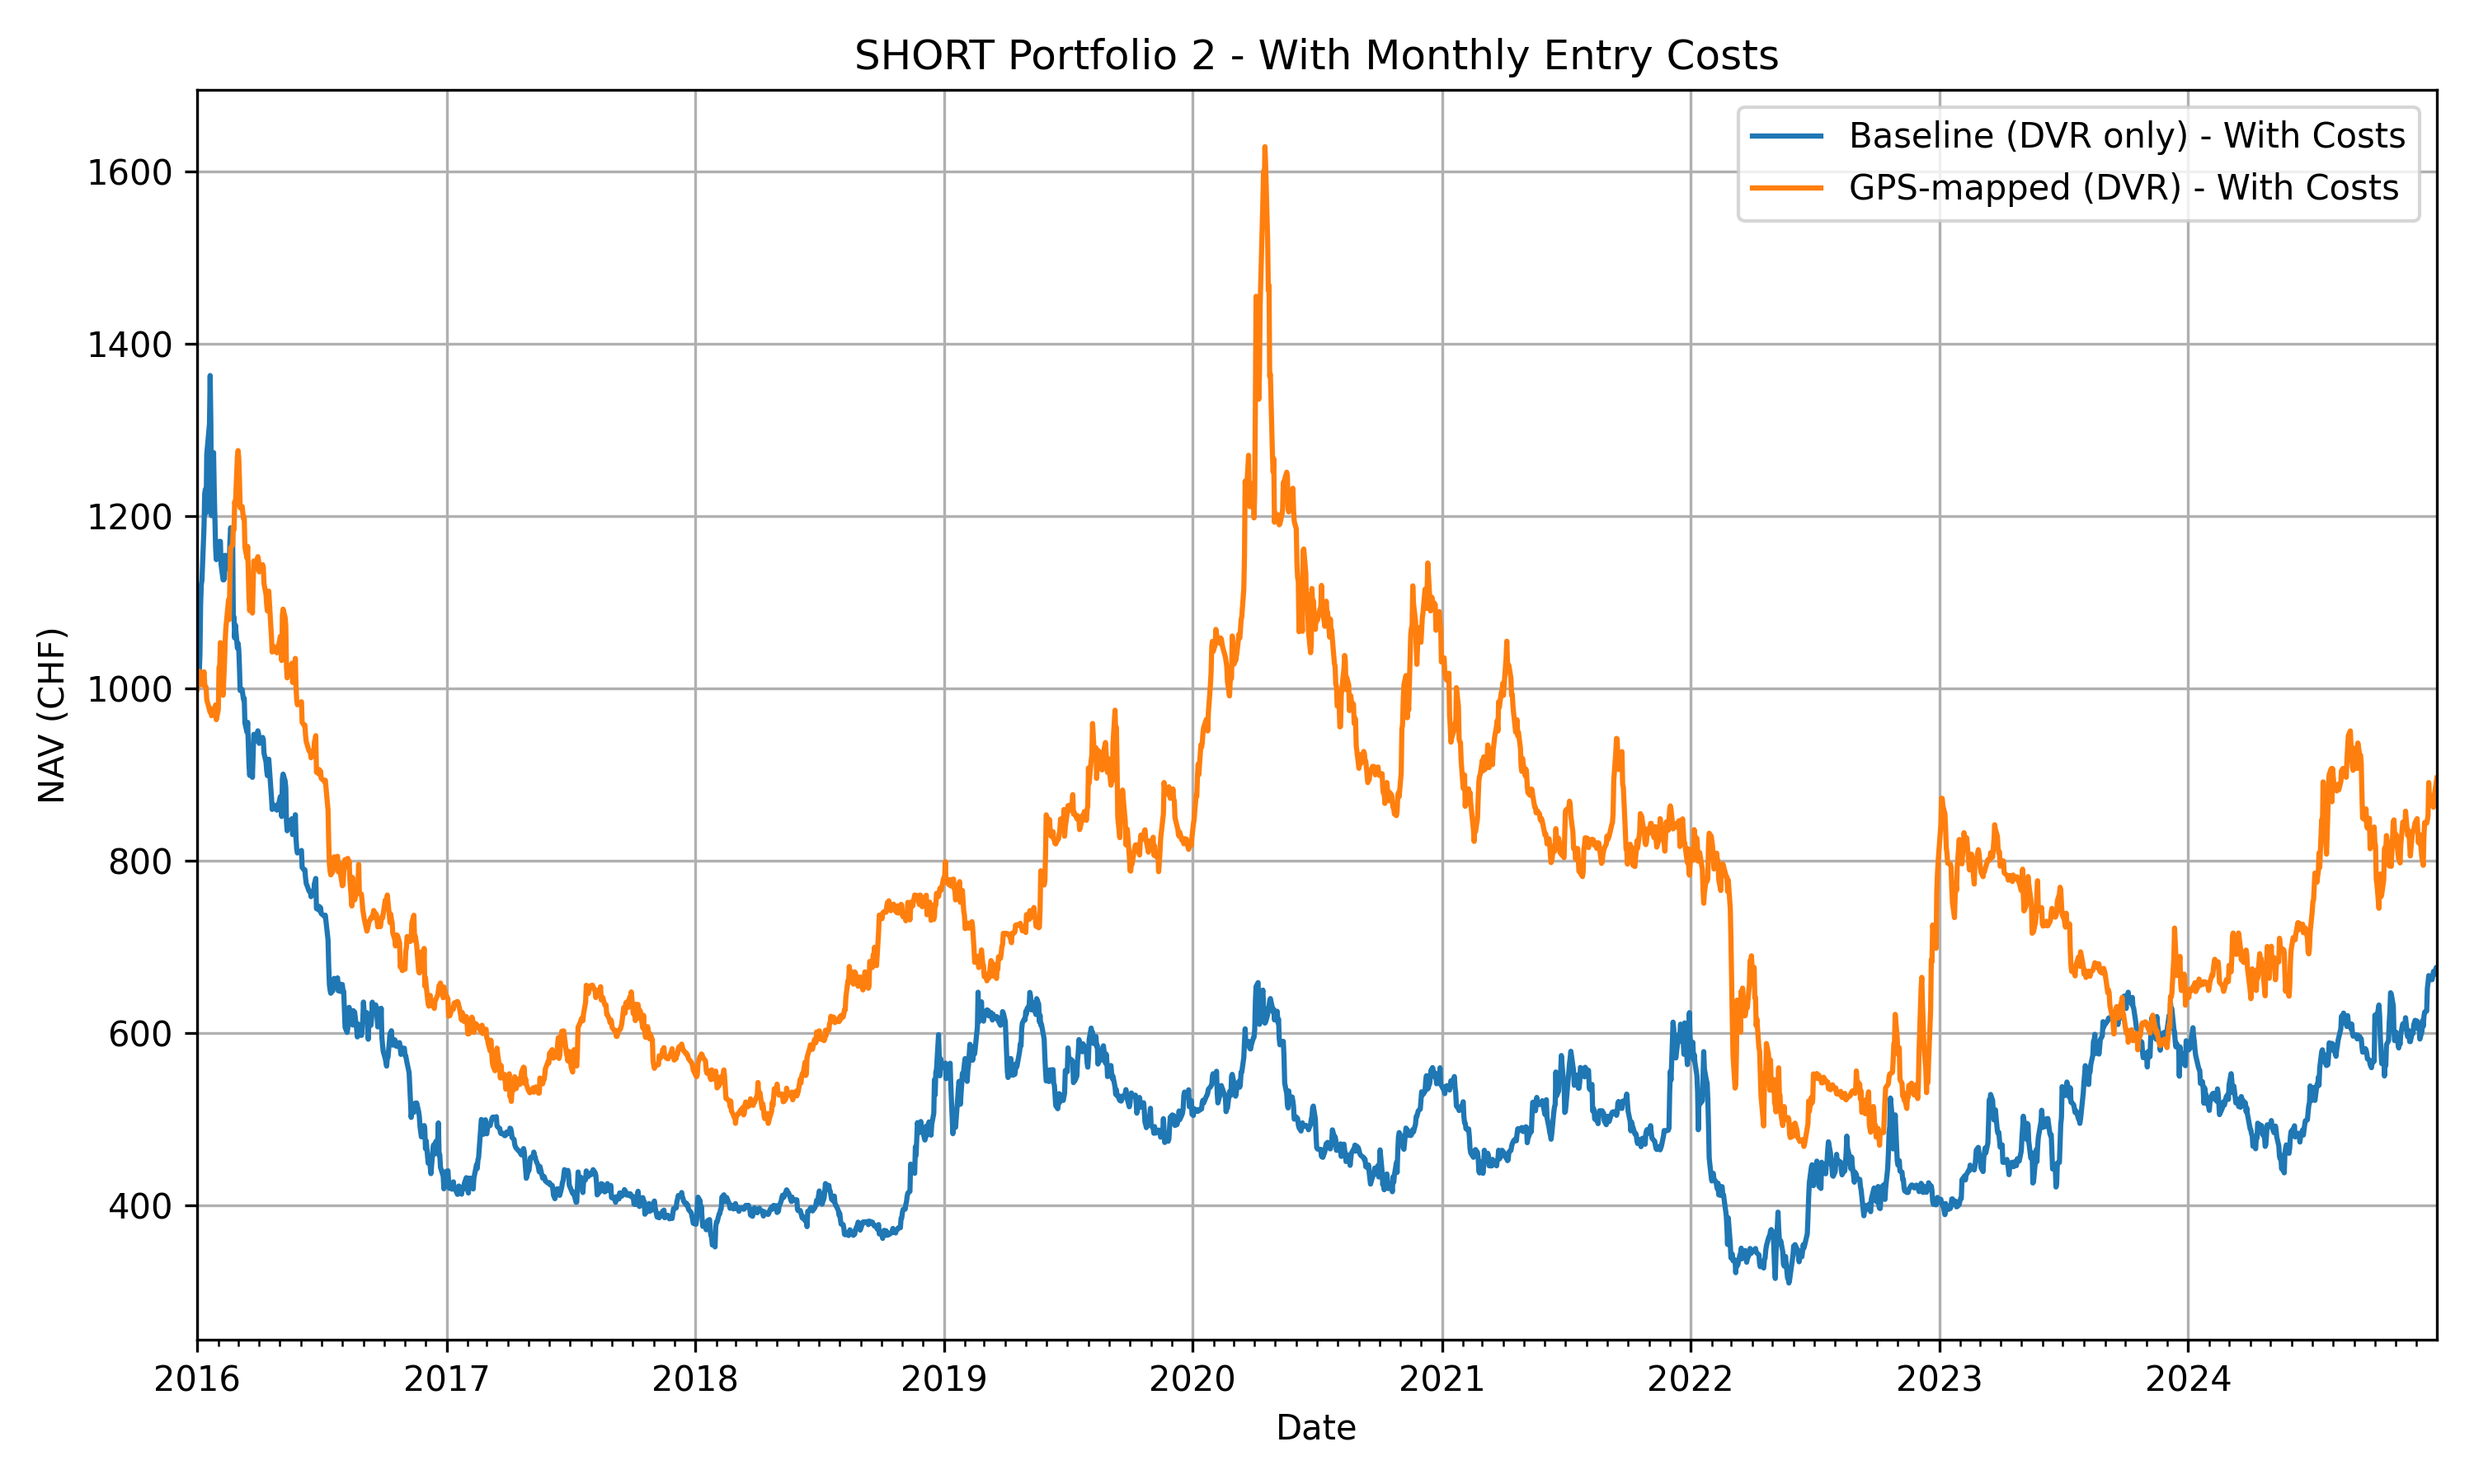 SHORT Portfolio 2 - With Monthly Entry Costs
Baseline (DVR only) - With Costs
GPS-mapped (DVR) - With Costs
NAV (CHF)
1600
1400
1200
1000
800
600
400
2016 2017 2018 2019 2020 2021 2022 2023 2024
Date